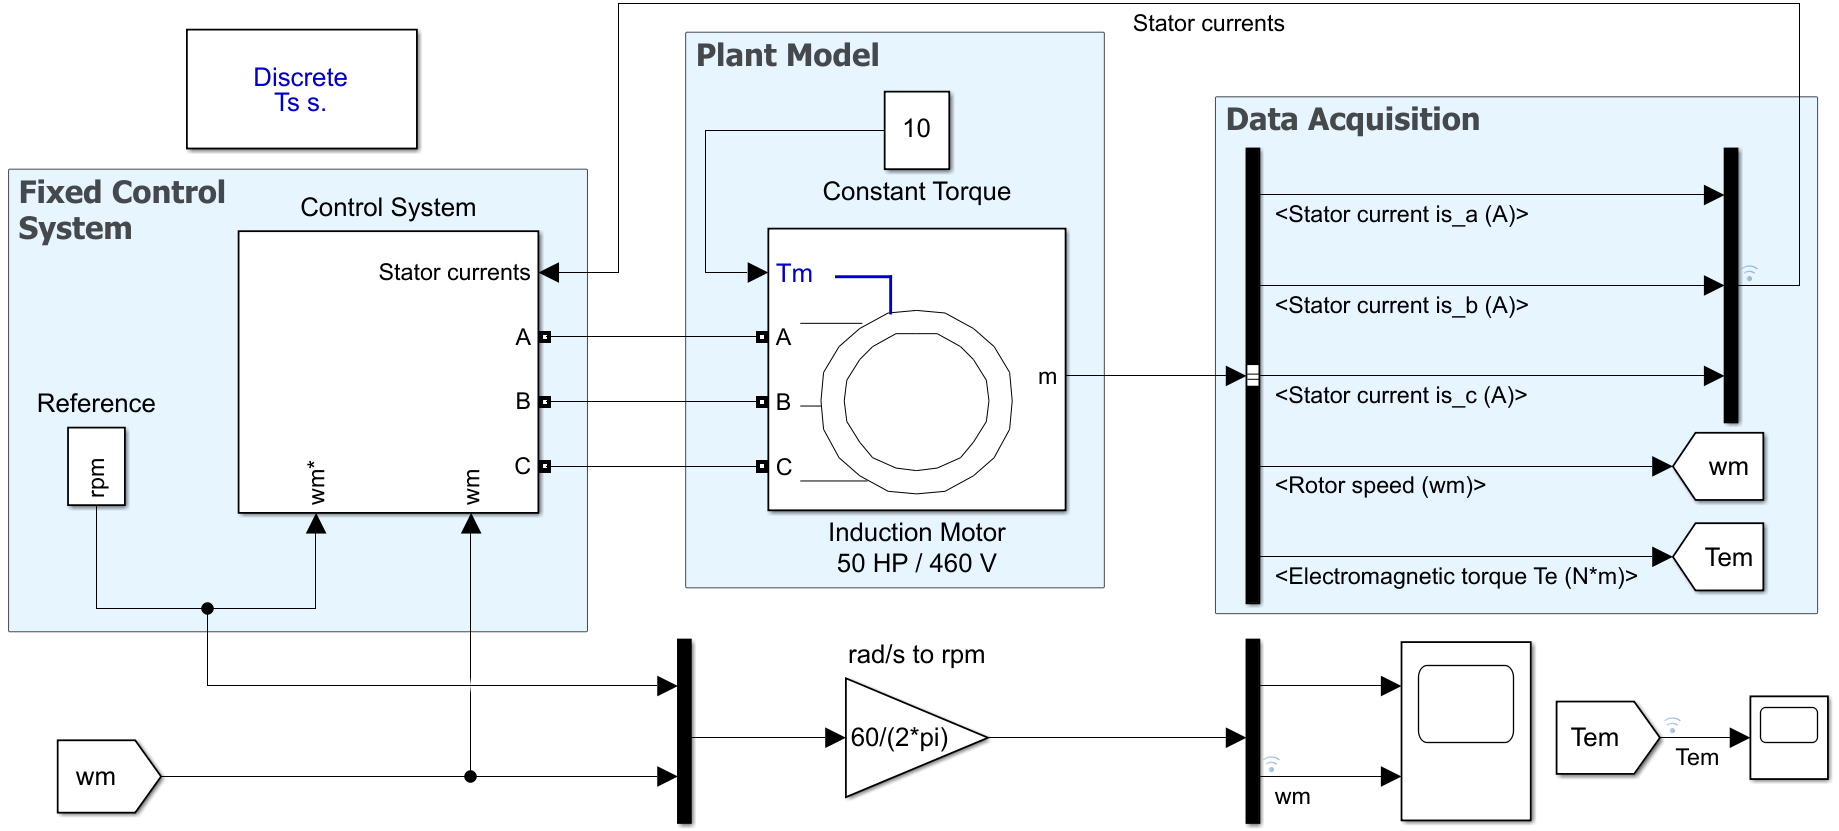 Stator currents
Discrete
Ts s.
Plant Model
10
Constant Torque
Data Acquisition
<Stator current is_a (A)>
<Stator current is_b (A)>
<Stator current is_c (A)>
wm
<Rotor speed (wm)>
Tem
<Electromagnetic torque Te (N*m)>
Fixed Control
System
Control System
Stator currents
A
B
C
wm*
wm
Reference
rpm
Tm
A
B
C
m
Induction Motor
50 HP / 460 V
rad/s to rpm
60/(2*pi)
wm
wm
Tem
Tem